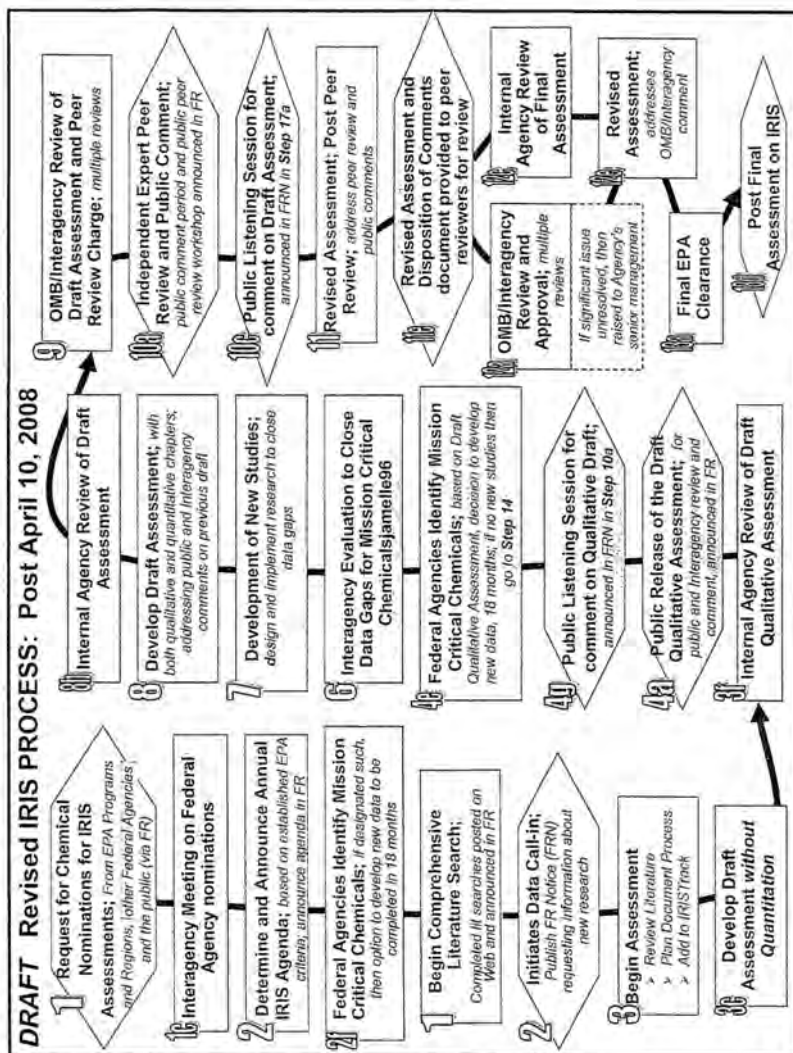 DRAFT Revised IRIS PROCESS: Post April 10, 2008
1
Request for Chemical
Nominations for IRIS
Assessments; From EPA Programs
and Regions, other Federal Agencies,
and the public (via FR)
Interagency Meeting on Federal
Agency nominations
2
Determine and Announce Annual
IRIS Agenda; based on established EPA
criteria, announce agenda in FR
Federal Agencies Identify Mission
Critical Chemicals; if designated such,
then option to develop new data to be
completed in 18 months
1
Begin Comprehensive
Literature Search;
Completed lit searches posted on
Web and announced in FR
2
Initiates Data Call-in;
Publish FR Notice (FRN)
requesting information about
new research
3
Begin Assessment
➢ Review Literature
➢ Plan Document Process
➢ Add to IRISTrack
Develop Draft
Assessment without
Quantitation
Internal Agency Review of Draft
Qualitative Assessment
4a
Public Release of the Draft
Qualitative Assessment; for
public and Interagency review and
comment, announced in FR
Public Listening Session for
comment on Qualitative Draft;
announced in FRN in Step 10a
Federal Agencies Identify Mission
Critical Chemicals; based on Draft
Qualitative Assessment, decision to develop
new data, 18 months; if no new studies then
go to Step 14
6
Interagency Evaluation to Close
Data Gaps for Mission Critical
Chemicalsjamelle96
7
Development of New Studies;
design and implement research to close
data gaps
8
Develop Draft Assessment; with
both qualitative and quantitative chapters;
addressing public and Interagency
comments on previous draft
Internal Agency Review of Draft
Assessment
9
OMB/Interagency Review of
Draft Assessment and Peer
Review Charge; multiple reviews
10a
Independent Expert Peer
Review and Public Comment;
public comment period and public peer
review workshop announced in FR
Public Listening Session for
comment on Draft Assessment;
announced in FRN in Step 17a
11
Revised Assessment; Post Peer
Review; address peer review and
public comments
Revised Assessment and
Disposition of Comments
document provided to peer
reviewers for review
OMB/Interagency
Review and
Approval; multiple
reviews
If significant issue
unresolved, then
raised to Agency's
senior management
Internal
Agency Review
of Final
Assessment
Revised
Assessment;
addresses
OMB/Interagency
comment
Final EPA
Clearance
Post Final
Assessment on IRIS